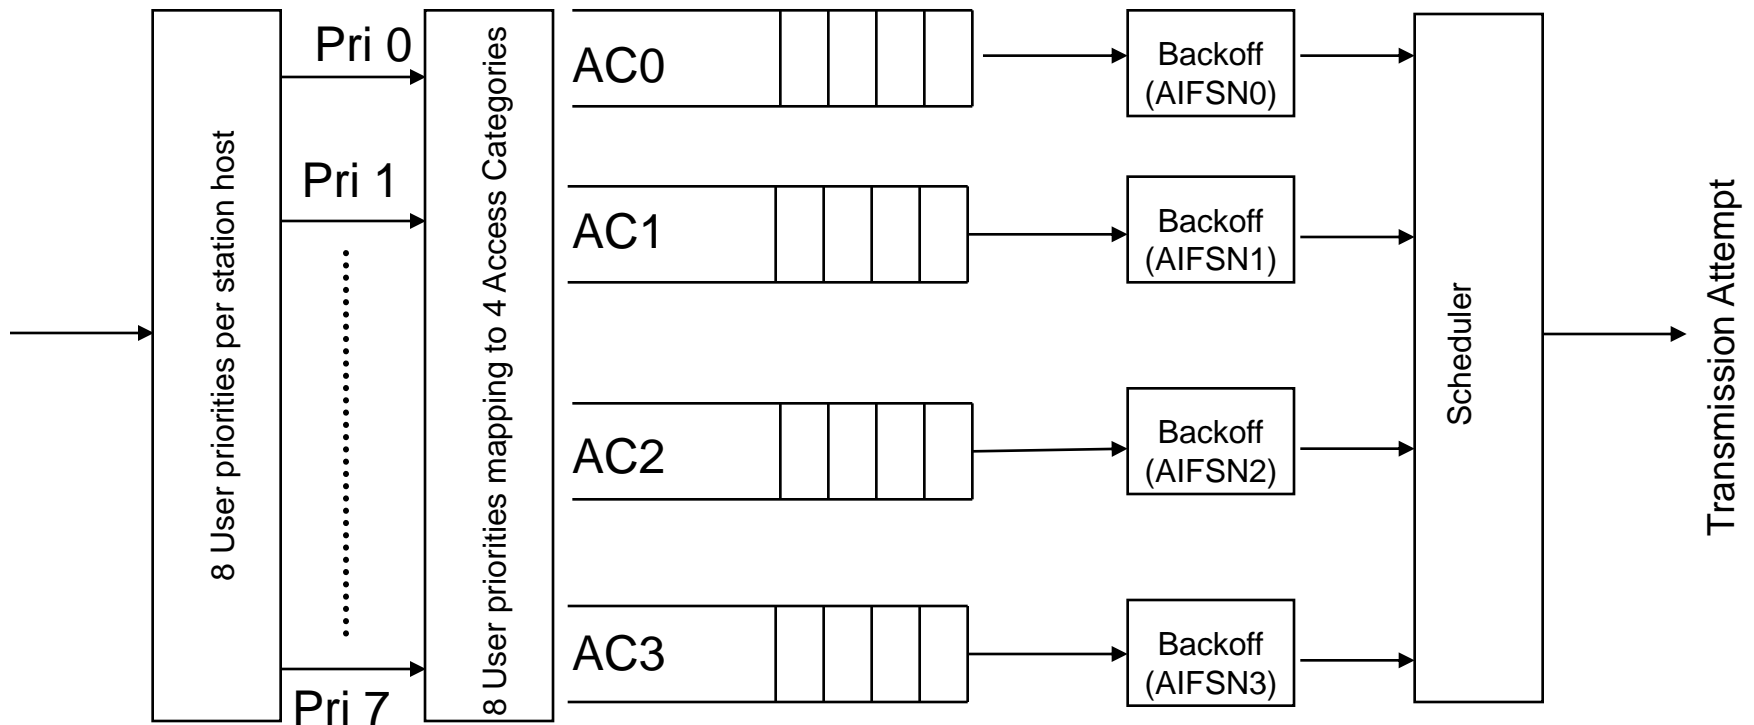 8 User priorities per station host
Pri 0
Pri 1
Pri 7
8 User priorities mapping to 4 Access Categories
AC0
AC1
AC2
AC3
Backoff
(AIFSN0)
Backoff
(AIFSN1)
Backoff
(AIFSN2)
Backoff
(AIFSN3)
Scheduler
Transmission Attempt